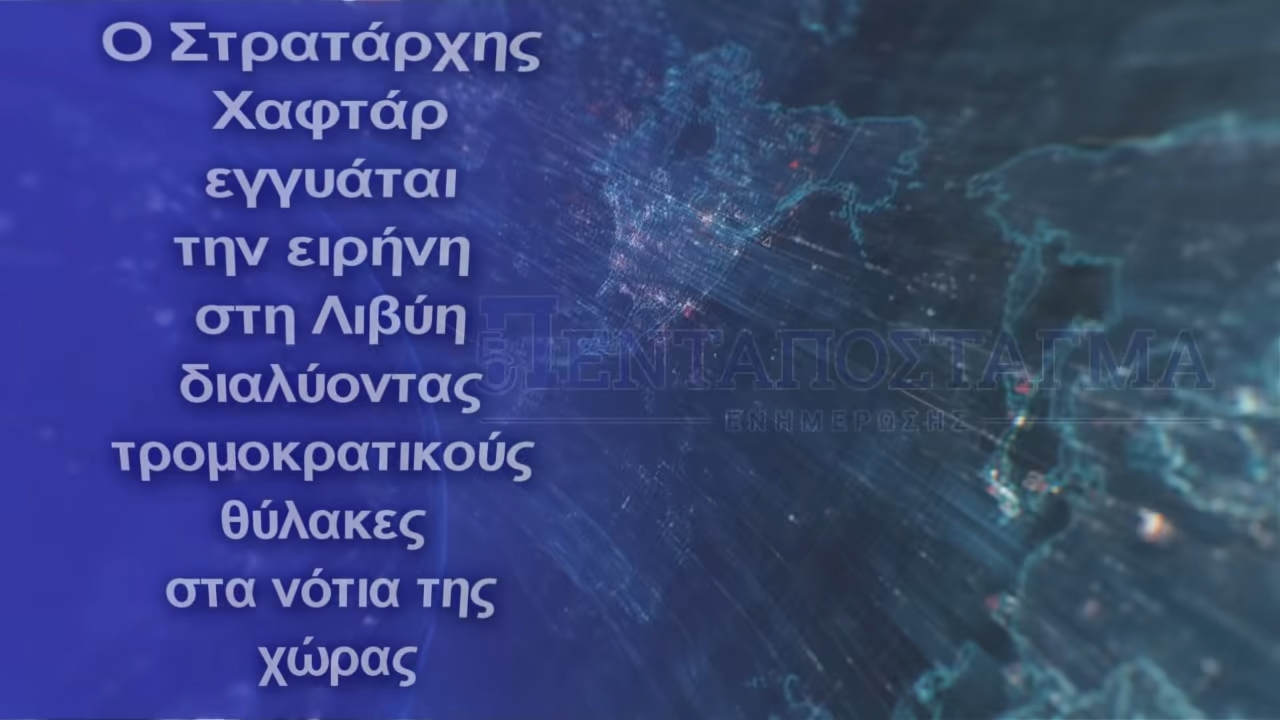 Ο Στρατάρχης
Χαφτάρ
εγγυάται
την ειρήνη
στη Λιβύη
διαλύοντας
τρομοκρατικούς
θύλακες
στα νότια της
χώρας
ΠΕΝΤΑΠΟΣΤΑΓΜΑ
ΕΝΗΜΕΡΩΣΗΣ